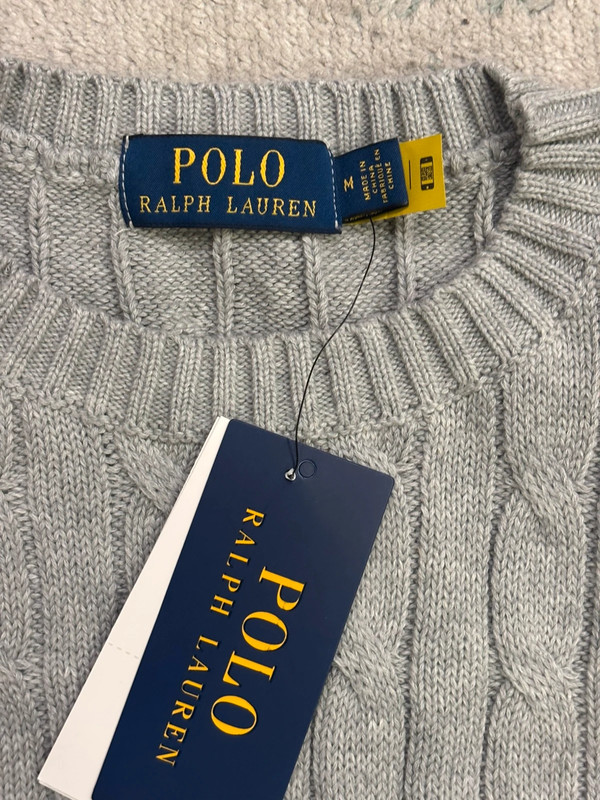 POLO
RALPH LAUREN
M
MADE IN
CHINA
FABRIQUÉ EN
CHINE
POLO
RALPH LAUREN